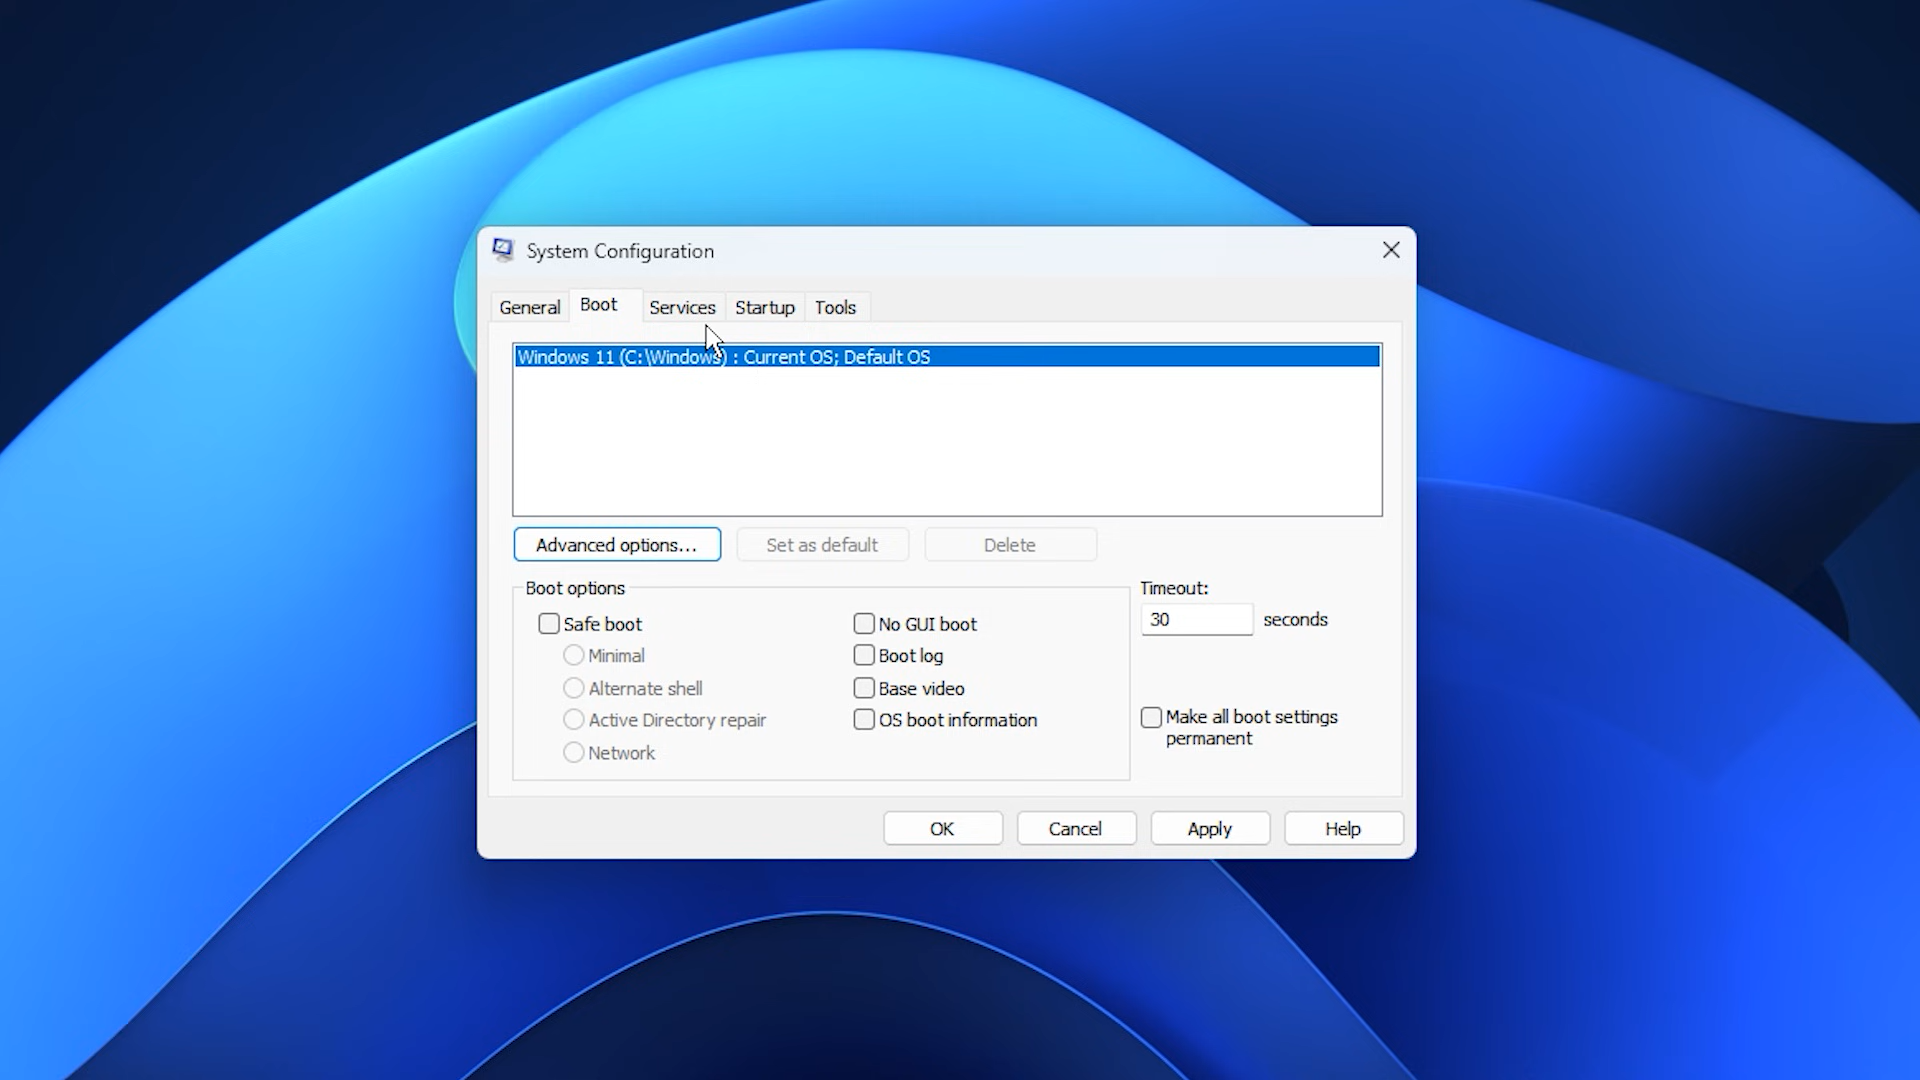 System Configuration
General Boot Services Startup Tools
Windows 11 (C:\Windows) : Current OS; Default OS
Advanced options... Set as default Delete
Boot options Timeout:
30 seconds
Safe boot No GUI boot
Minimal Boot log
Alternate shell Base video
Active Directory repair OS boot information
Network
Make all boot settings
permanent
OK Cancel Apply Help